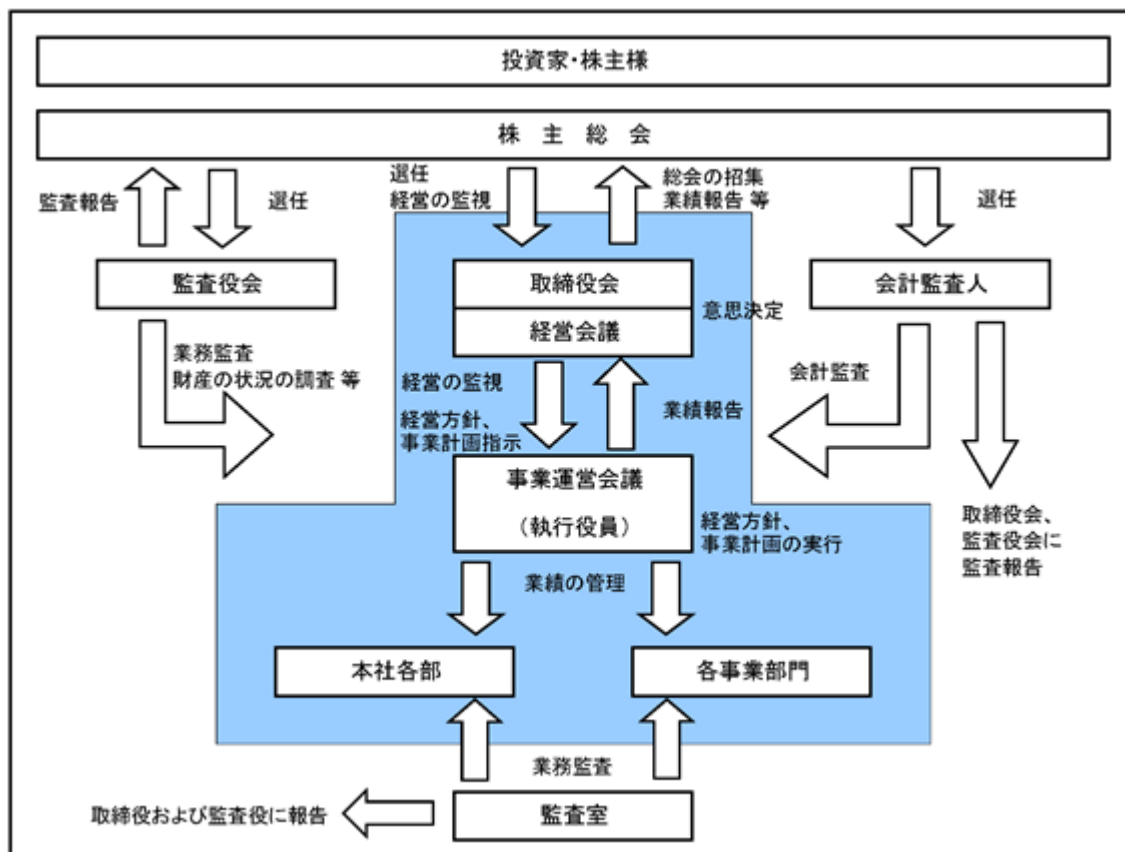 投資家・株主様
株 主 総 会
監査報告
選任
選任
経営の監視
総会の招集
業績報告 等
選任
監査役会
取締役会
経営会議
意思決定
会計監査人
業務監査
財産の状況の調査 等
経営の監視
経営方針、
事業計画指示
業績報告
会計監査
事業運営会議
（執行役員）
経営方針、
事業計画の実行
取締役会、
監査役会に
監査報告
業績の管理
本社各部
各事業部門
業務監査
取締役および監査役に報告
監査室